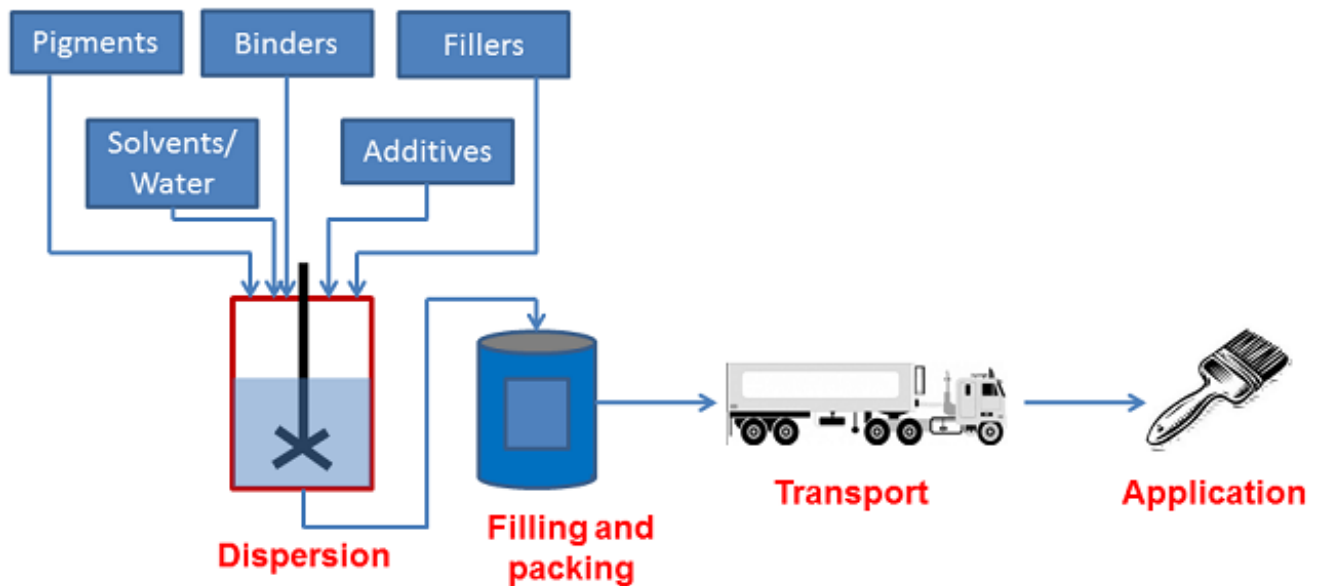 Pigments
Binders
Fillers
Solvents/
Water
Additives
Dispersion
Filling and
packing
Transport
Application